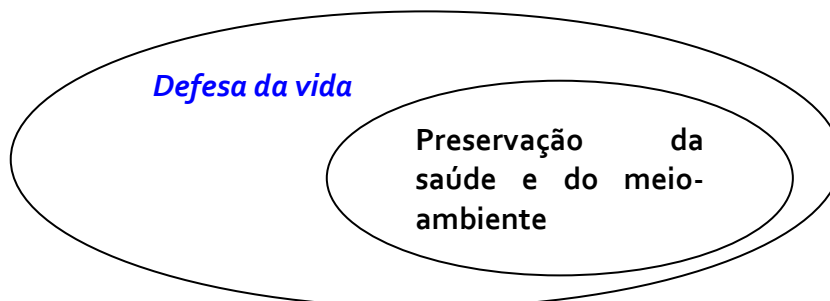 Defesa da vida
Preservação da
saúde e do meio-
ambiente